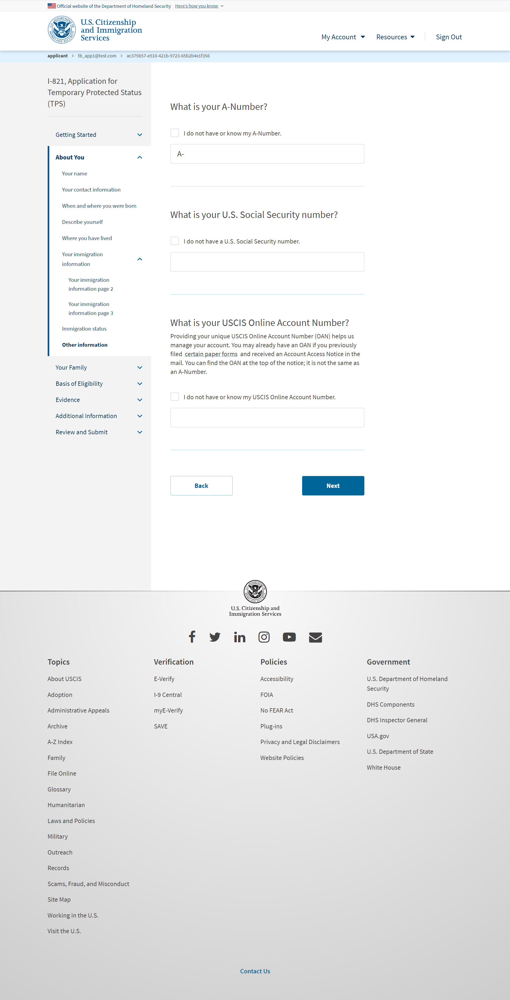 Official website of the Department of Homeland Security Here's how you know
U.S. Citizenship
and Immigration
Services
My Account Resources Sign Out
applicant > tb_app1@test.com > ac375b57-e510-421b-9723-65b2b4e1f356
I-821, Application for
Temporary Protected Status
(TPS)
Getting Started
About You
Your name
Your contact information
When and where you were born
Describe yourself
Where you have lived
Your immigration
information
Your immigration
information page 2
Your immigration
information page 3
Immigration status
Other information
Your Family
Basis of Eligibility
Evidence
Additional Information
Review and Submit
What is your A-Number?
I do not have or know my A-Number.
A-
What is your U.S. Social Security number?
I do not have a U.S. Social Security number.
What is your USCIS Online Account Number?
Providing your unique USCIS Online Account Number (OAN) helps us
manage your account. You may already have an OAN if you previously
filed certain paper forms and received an Account Access Notice in the
mail. You can find the OAN at the top of the notice; it is not the same as
an A-Number.
I do not have or know my USCIS Online Account Number.
Back
Next
U.S. Citizenship and
Immigration Services
Topics
About USCIS
Adoption
Administrative Appeals
Archive
A-Z Index
Family
File Online
Glossary
Humanitarian
Laws and Policies
Military
Outreach
Records
Scams, Fraud, and Misconduct
Site Map
Working in the U.S.
Visit the U.S.
Verification
E-Verify
I-9 Central
myE-Verify
SAVE
Policies
Accessibility
FOIA
No FEAR Act
Plug-ins
Privacy and Legal Disclaimers
Website Policies
Government
U.S. Department of Homeland
Security
DHS Components
DHS Inspector General
USA.gov
U.S. Department of State
White House
Contact Us